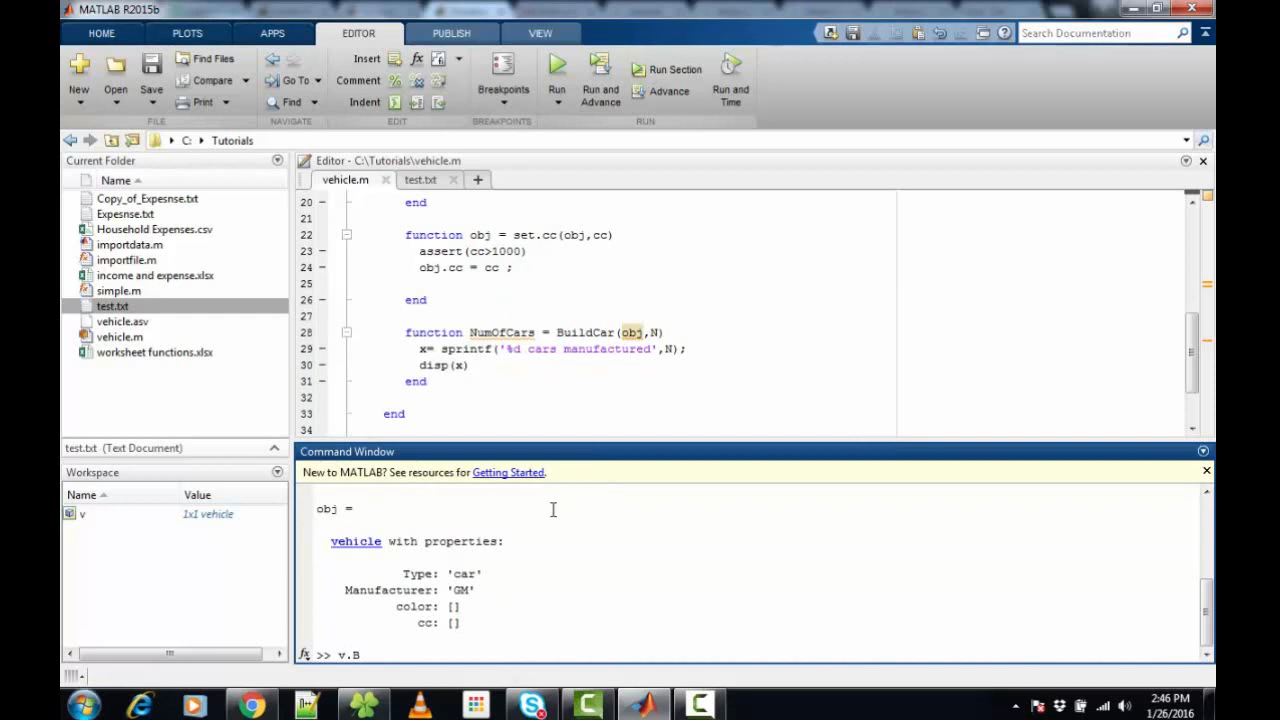 MATLAB R2015b
HOME PLOTS APPS EDITOR PUBLISH VIEW
Search Documentation
New Open Save
Find Files
Compare
Print
Go To
Find
Insert fx
Comment
Indent
Breakpoints
Run
Run and Advance
Run Section
Advance
Run and Time
FILE NAVIGATE EDIT BREAKPOINTS RUN
C: Tutorials
Current Folder
Name
Copy_of_Expesnse.txt
Expesnse.txt
Household Expenses.csv
importdata.m
importfile.m
income and expense.xlsx
simple.m
test.txt
vehicle.asv
vehicle.m
worksheet functions.xlsx
test.txt (Text Document)
Workspace
Name Value
v 1x1 vehicle
Editor - C:\Tutorials\vehicle.m
vehicle.m test.txt
20 end
21
22 function obj = set.cc(obj,cc)
23 assert(cc>1000)
24 obj.cc = cc ;
25
26 end
27
28 function NumOfCars = BuildCar(obj,N)
29 x= sprintf('%d cars manufactured',N);
30 disp(x)
31 end
32
33 end
34
Command Window
New to MATLAB? See resources for Getting Started.
obj =
vehicle with properties:
Type: 'car'
Manufacturer: 'GM'
color: []
cc: []
fx >> v.B
2:46 PM
1/26/2016